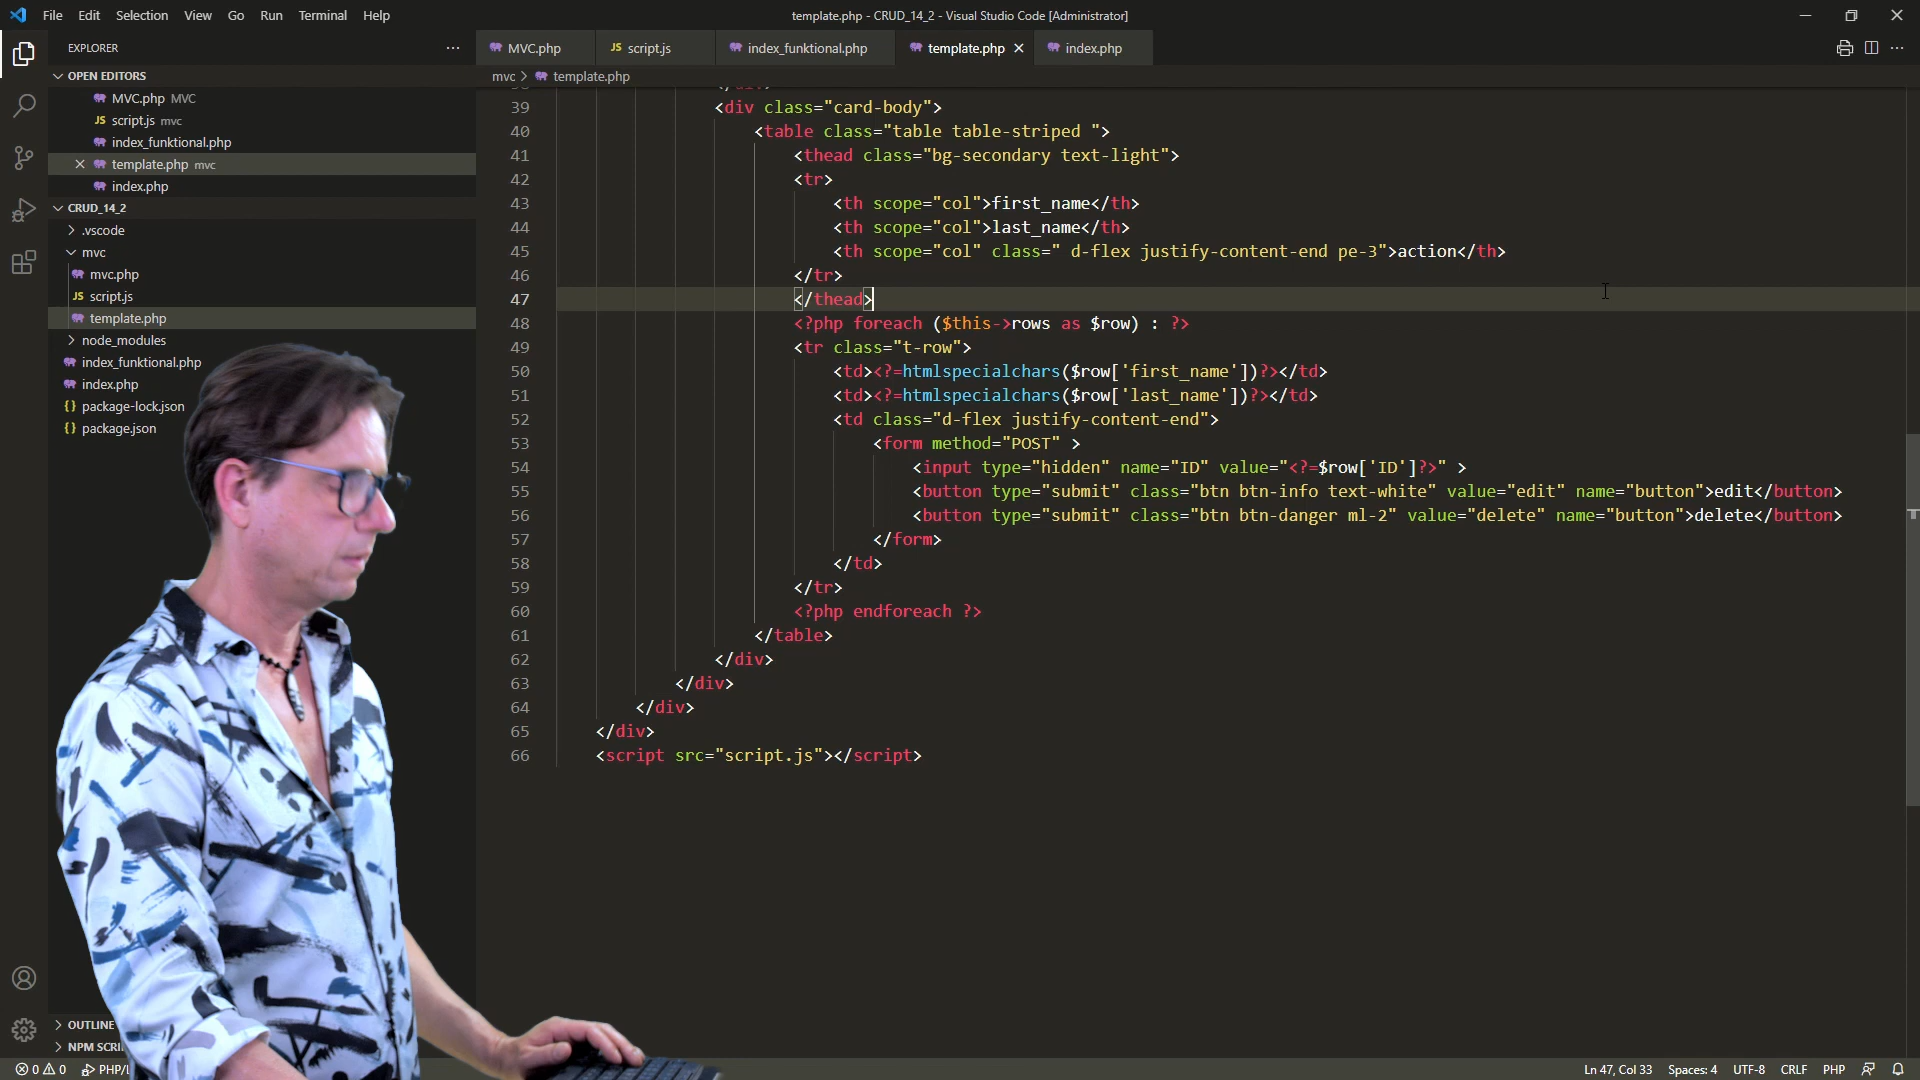 File Edit Selection View Go Run Terminal Help
template.php - CRUD_14_2 - Visual Studio Code [Administrator]
EXPLORER
MVC.php
script.js
index_funktional.php
template.php
index.php
mvc > template.php
OPEN EDITORS
MVC.php MVC
script.js mvc
index_funktional.php
template.php mvc
index.php
CRUD_14_2
.vscode
mvc
mvc.php
script.js
template.php
node_modules
index_funktional.php
index.php
package-lock.json
package.json
39 <div class="card-body">
40 <table class="table table-striped ">
41 <thead class="bg-secondary text-light">
42 <tr>
43 <th scope="col">first_name</th>
44 <th scope="col">last_name</th>
45 <th scope="col" class=" d-flex justify-content-end pe-3">action</th>
46 </tr>
47 </thead>
48 <?php foreach ($this->rows as $row) : ?>
49 <tr class="t-row">
50 <td><?=htmlspecialchars($row['first_name'])?></td>
51 <td><?=htmlspecialchars($row['last_name'])?></td>
52 <td class="d-flex justify-content-end">
53 <form method="POST" >
54 <input type="hidden" name="ID" value="<?=$row['ID']?>" >
55 <button type="submit" class="btn btn-info text-white" value="edit" name="button">edit</button>
56 <button type="submit" class="btn btn-danger ml-2" value="delete" name="button">delete</button>
57 </form>
58 </td>
59 </tr>
60 <?php endforeach ?>
61 </table>
62 </div>
63 </div>
64 </div>
65 </div>
66 <script src="script.js"></script>
OUTLINE
NPM SCRI
0 0 PHP/
Ln 47, Col 33 Spaces: 4 UTF-8 CRLF PHP